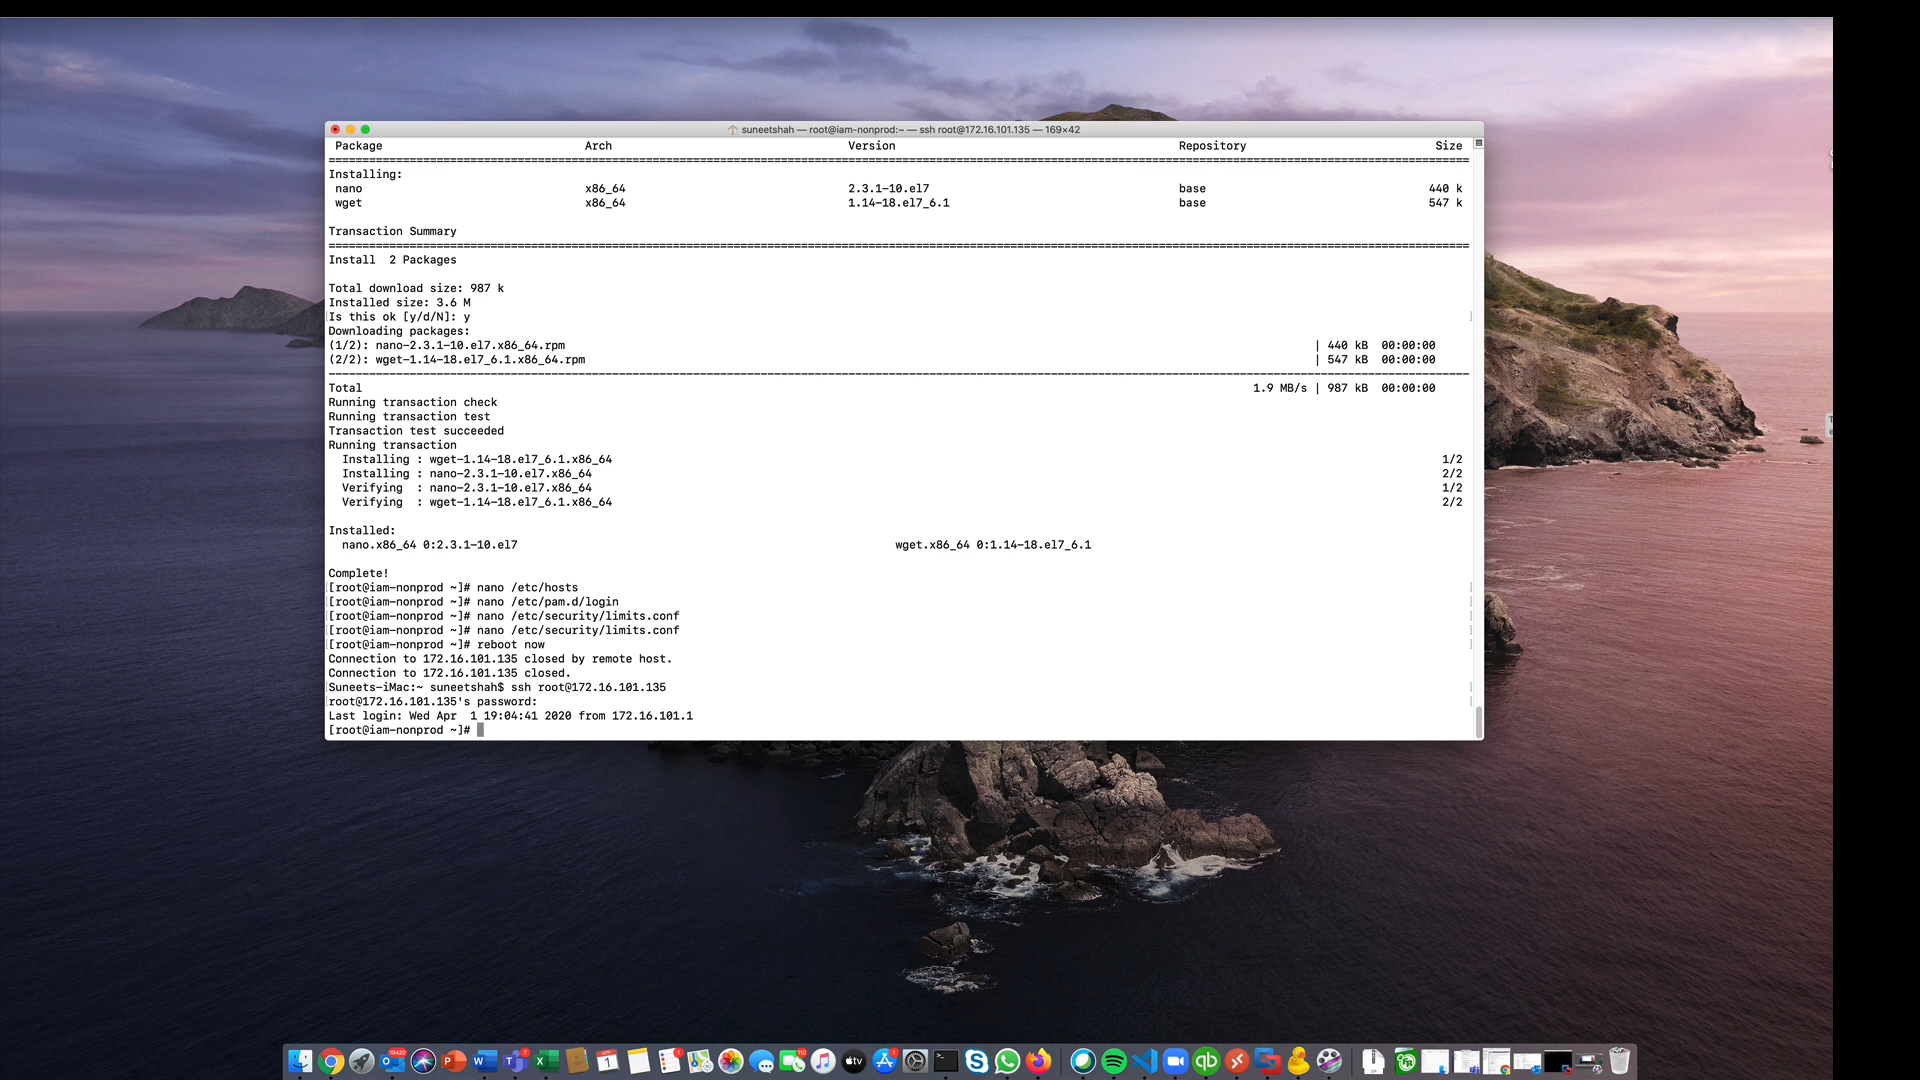 suneetshah — root@iam-nonprod:~ — ssh root@172.16.101.135 — 169×42
Package Arch Version Repository Size
Installing:
nano x86_64 2.3.1-10.el7 base 440 k
wget x86_64 1.14-18.el7_6.1 base 547 k
Transaction Summary
Install  2 Packages
Total download size: 987 k
Installed size: 3.6 M
Is this ok [y/d/N]: y
Downloading packages:
(1/2): nano-2.3.1-10.el7.x86_64.rpm | 440 kB  00:00:00
(2/2): wget-1.14-18.el7_6.1.x86_64.rpm | 547 kB  00:00:00
Total 1.9 MB/s | 987 kB  00:00:00
Running transaction check
Running transaction test
Transaction test succeeded
Running transaction
Installing : wget-1.14-18.el7_6.1.x86_64 1/2
Installing : nano-2.3.1-10.el7.x86_64 2/2
Verifying  : nano-2.3.1-10.el7.x86_64 1/2
Verifying  : wget-1.14-18.el7_6.1.x86_64 2/2
Installed:
nano.x86_64 0:2.3.1-10.el7 wget.x86_64 0:1.14-18.el7_6.1
Complete!
[root@iam-nonprod ~]# nano /etc/hosts
[root@iam-nonprod ~]# nano /etc/pam.d/login
[root@iam-nonprod ~]# nano /etc/security/limits.conf
[root@iam-nonprod ~]# nano /etc/security/limits.conf
[root@iam-nonprod ~]# reboot now
Connection to 172.16.101.135 closed by remote host.
Connection to 172.16.101.135 closed.
Suneets-iMac:~ suneetshah$ ssh root@172.16.101.135
root@172.16.101.135's password:
Last login: Wed Apr  1 19:04:41 2020 from 172.16.101.1
[root@iam-nonprod ~]#